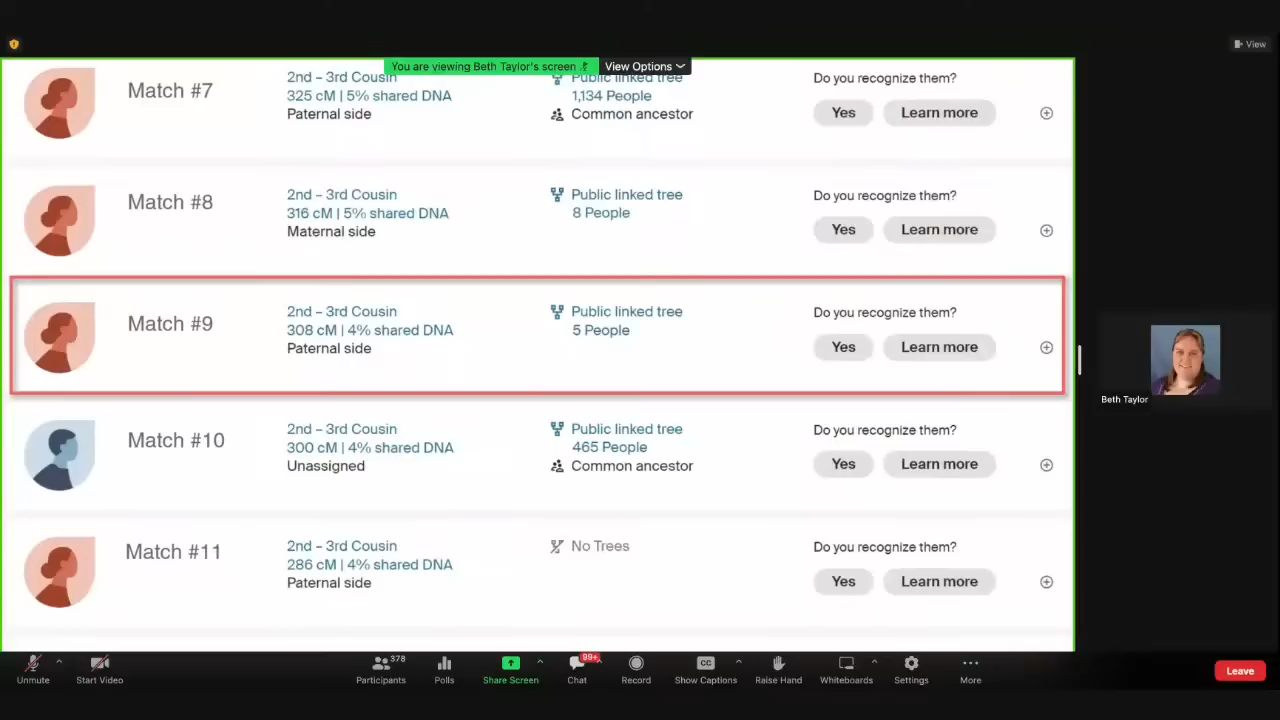 View
You are viewing Beth Taylor's screen
View Options
Match #7
2nd – 3rd Cousin
325 cM | 5% shared DNA
Paternal side
Public linked tree
1,134 People
Common ancestor
Do you recognize them?
Yes
Learn more
Match #8
2nd – 3rd Cousin
316 cM | 5% shared DNA
Maternal side
Public linked tree
8 People
Do you recognize them?
Yes
Learn more
Match #9
2nd – 3rd Cousin
308 cM | 4% shared DNA
Paternal side
Public linked tree
5 People
Do you recognize them?
Yes
Learn more
Match #10
2nd – 3rd Cousin
300 cM | 4% shared DNA
Unassigned
Public linked tree
465 People
Common ancestor
Do you recognize them?
Yes
Learn more
Match #11
2nd – 3rd Cousin
286 cM | 4% shared DNA
Paternal side
No Trees
Do you recognize them?
Yes
Learn more
Beth Taylor
Unmute
Start Video
378
Participants
Polls
Share Screen
99+
Chat
Record
CC
Show Captions
Raise Hand
Whiteboards
Settings
More
Leave